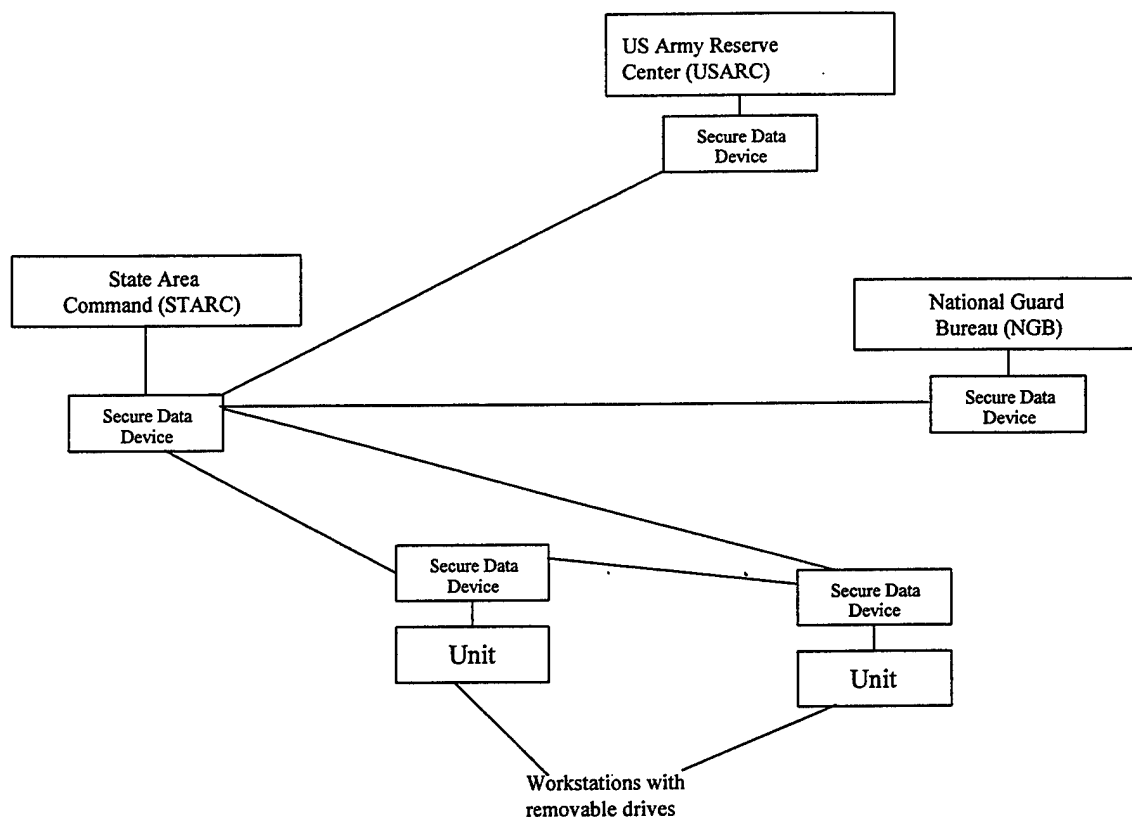 US Army Reserve
Center (USARC)
Secure Data
Device
State Area
Command (STARC)
National Guard
Bureau (NGB)
Secure Data
Device
Secure Data
Device
Secure Data
Device
Secure Data
Device
Unit
Unit
Workstations with
removable drives